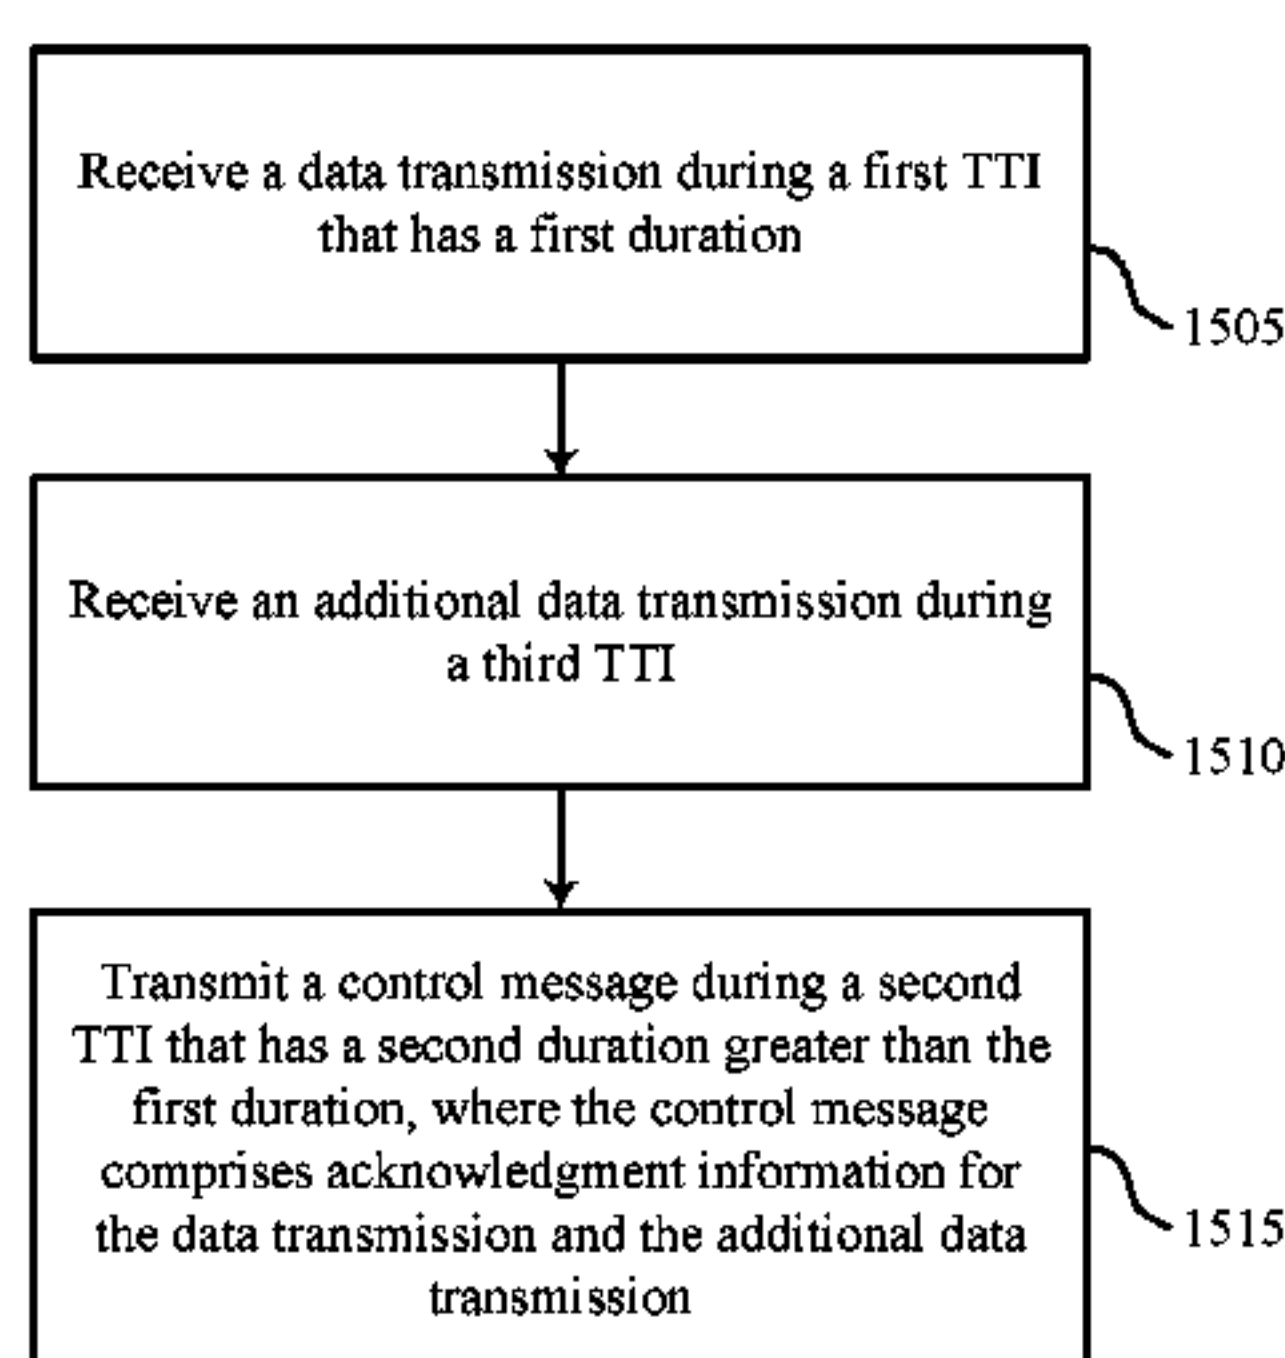 Receive a data transmission during a first TTI
that has a first duration
1505
Receive an additional data transmission during
a third TTI
1510
Transmit a control message during a second
TTI that has a second duration greater than the
first duration, where the control message
comprises acknowledgment information for
the data transmission and the additional data
transmission
1515